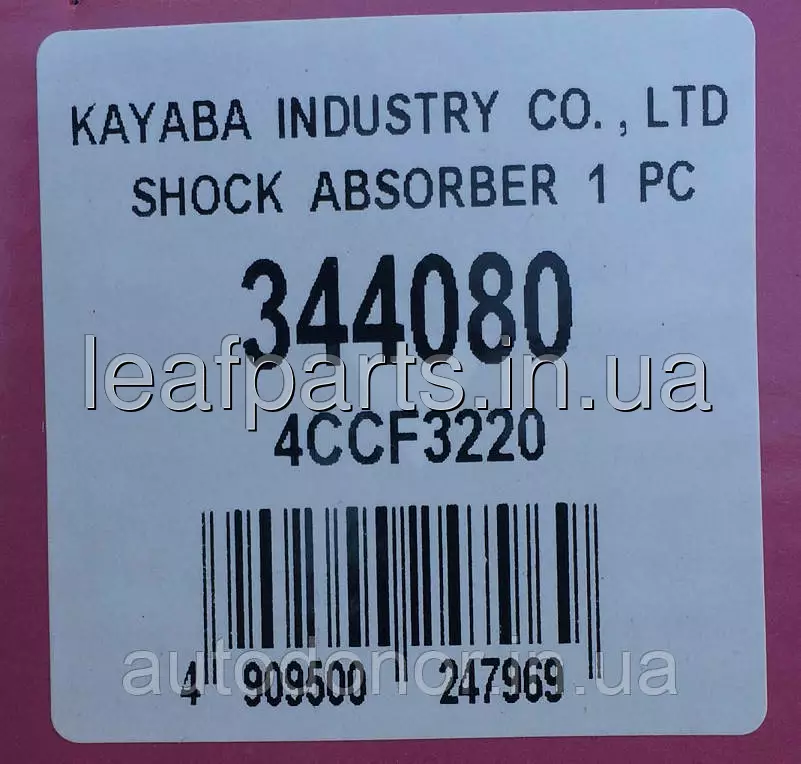 KAYABA INDUSTRY CO., LTD
SHOCK ABSORBER 1 PC
344080
leafparts.in.ua
4CCF3220
autodonor.in.ua
4 909500 247969